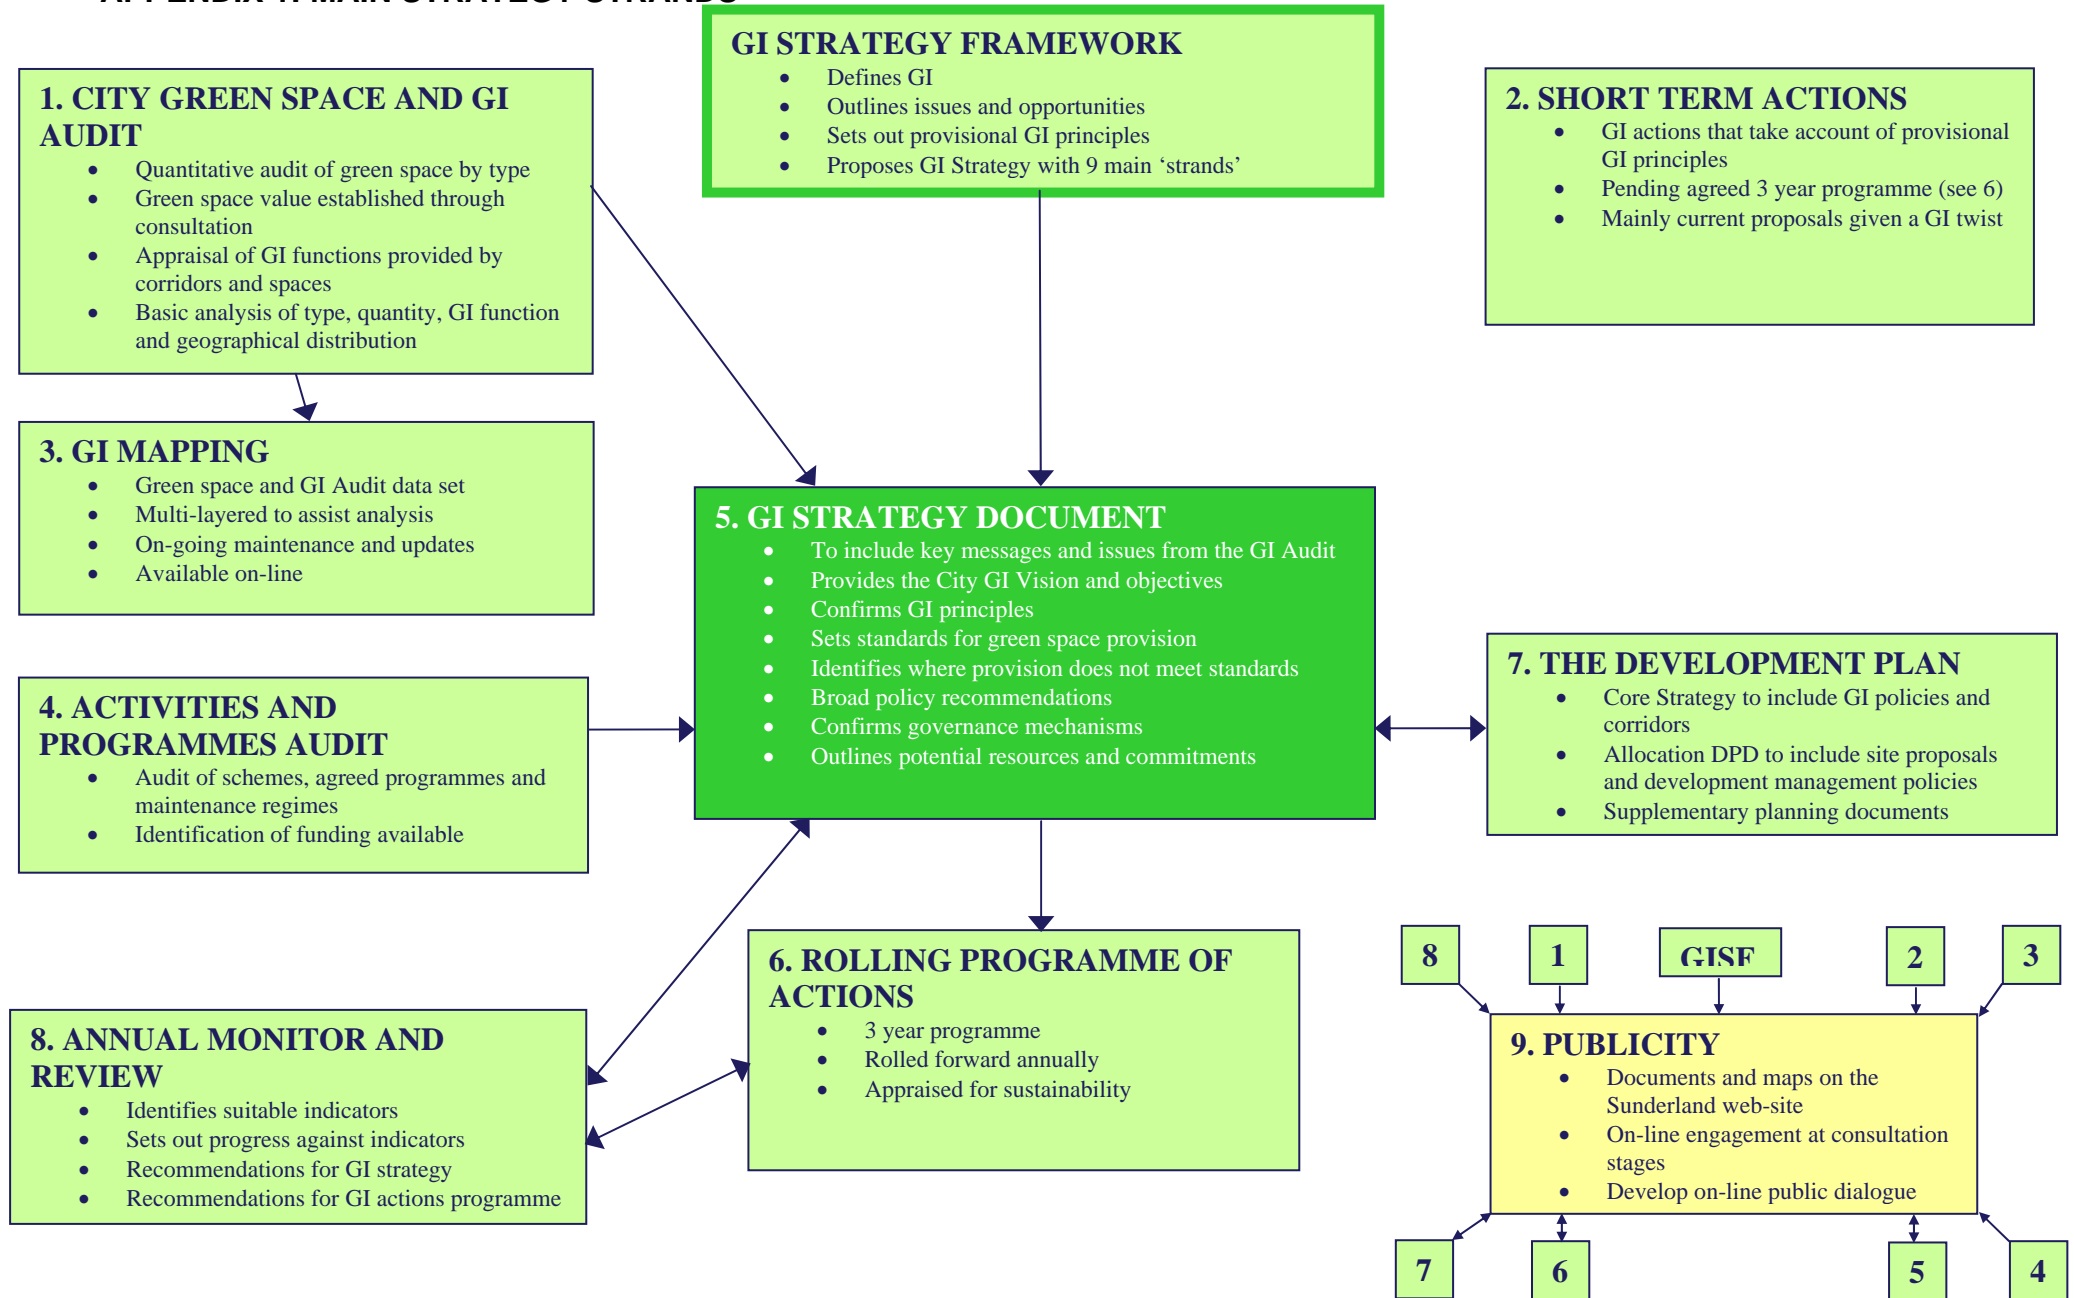 GI STRATEGY FRAMEWORK
• Defines GI
• Outlines issues and opportunities
• Sets out provisional GI principles
• Proposes GI Strategy with 9 main ‘strands’
1. CITY GREEN SPACE AND GI
AUDIT
• Quantitative audit of green space by type
• Green space value established through
consultation
• Appraisal of GI functions provided by
corridors and spaces
• Basic analysis of type, quantity, GI function
and geographical distribution
2. SHORT TERM ACTIONS
• GI actions that take account of provisional
GI principles
• Pending agreed 3 year programme (see 6)
• Mainly current proposals given a GI twist
3. GI MAPPING
• Green space and GI Audit data set
• Multi-layered to assist analysis
• On-going maintenance and updates
• Available on-line
4. ACTIVITIES AND
PROGRAMMES AUDIT
• Audit of schemes, agreed programmes and
maintenance regimes
• Identification of funding available
5. GI STRATEGY DOCUMENT
• To include key messages and issues from the GI Audit
• Provides the City GI Vision and objectives
• Confirms GI principles
• Sets standards for green space provision
• Identifies where provision does not meet standards
• Broad policy recommendations
• Confirms governance mechanisms
• Outlines potential resources and commitments
7. THE DEVELOPMENT PLAN
• Core Strategy to include GI policies and
corridors
• Allocation DPD to include site proposals
and development management policies
• Supplementary planning documents
6. ROLLING PROGRAMME OF
ACTIONS
• 3 year programme
• Rolled forward annually
• Appraised for sustainability
8. ANNUAL MONITOR AND
REVIEW
• Identifies suitable indicators
• Sets out progress against indicators
• Recommendations for GI strategy
• Recommendations for GI actions programme
8 1 GISF 2 3
9. PUBLICITY
• Documents and maps on the
Sunderland web-site
• On-line engagement at consultation
stages
• Develop on-line public dialogue
7 6 5 4